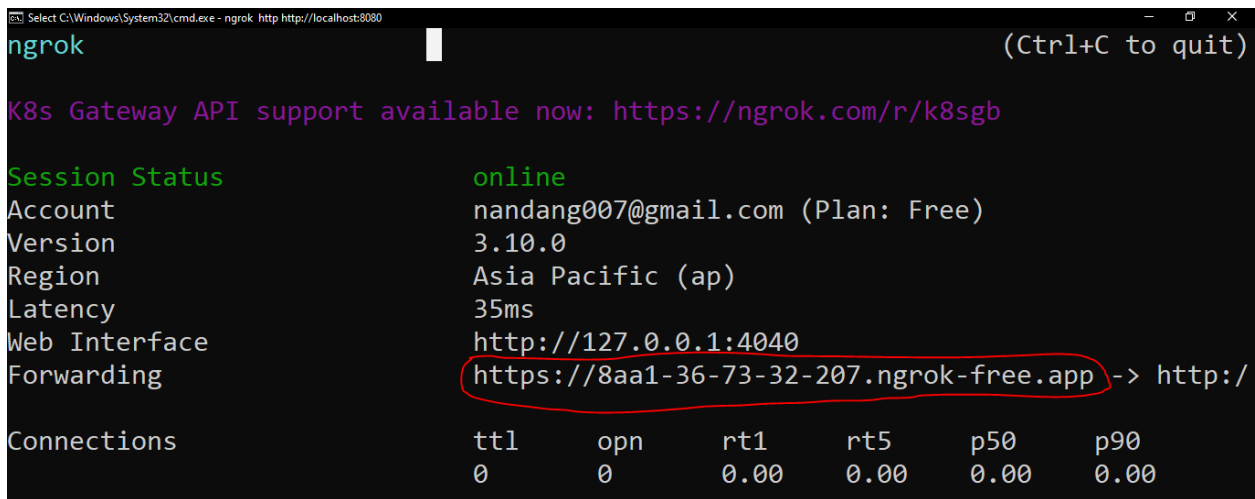 Select C:\Windows\System32\cmd.exe - ngrok http http://localhost:8080
ngrok (Ctrl+C to quit)
K8s Gateway API support available now: https://ngrok.com/r/k8sgb
Session Status online
Account nandang007@gmail.com (Plan: Free)
Version 3.10.0
Region Asia Pacific (ap)
Latency 35ms
Web Interface http://127.0.0.1:4040
Forwarding https://8aa1-36-73-32-207.ngrok-free.app -> http:/
Connections ttl opn rt1 rt5 p50 p90
0 0 0.00 0.00 0.00 0.00